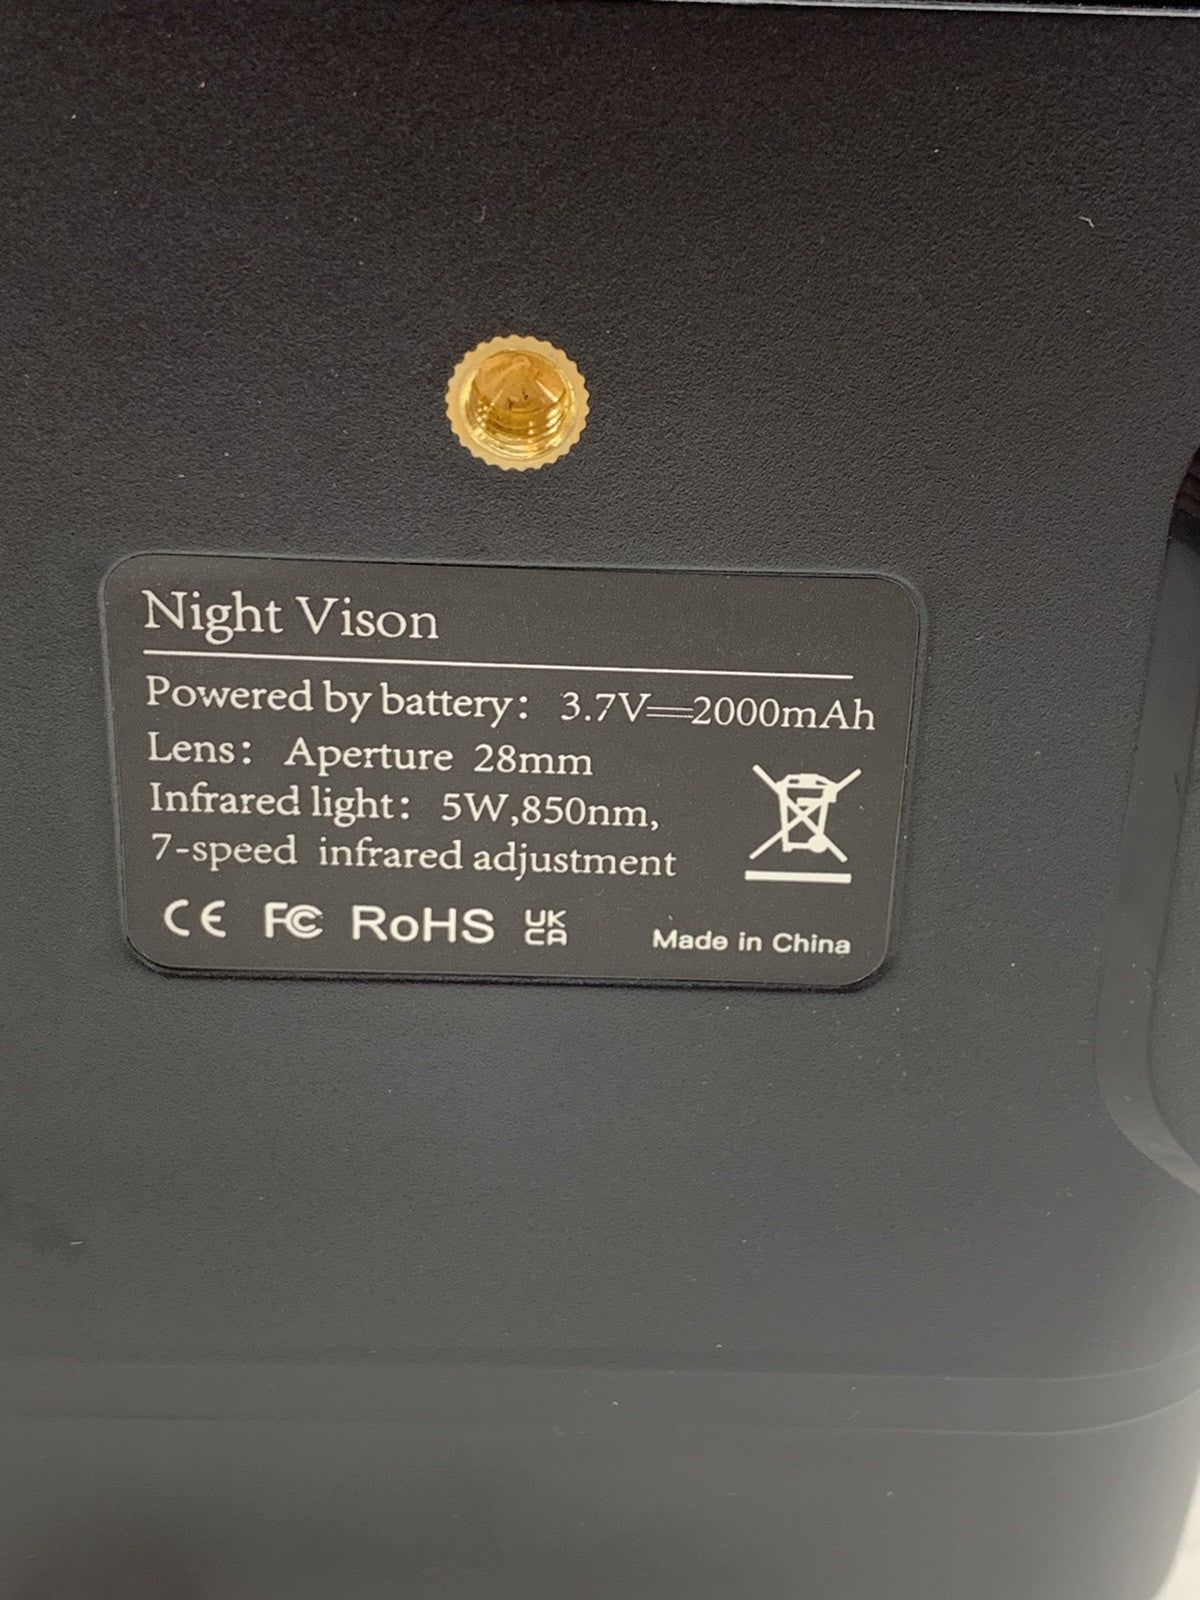 Night Vison
Powered by battery: 3.7V⎓2000mAh
Lens: Aperture 28mm
Infrared light: 5W,850nm,
7-speed infrared adjustment
CE FC RoHS UK
CA
Made in China